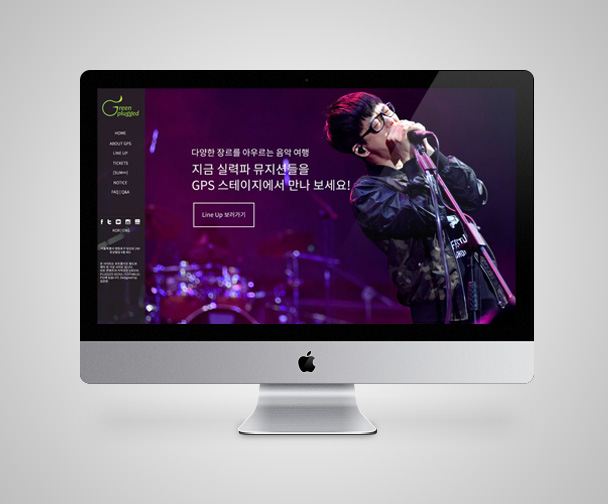 Green
plugged
HOME
ABOUT GPS
LINE UP
TICKETS
NOTICE
FAQ | Q&A
KOR | ENG
다양한 장르를 아우르는 음악 여행
지금 실력파 뮤지션들을
GPS 스테이지에서 만나 보세요!
Line Up 보러가기